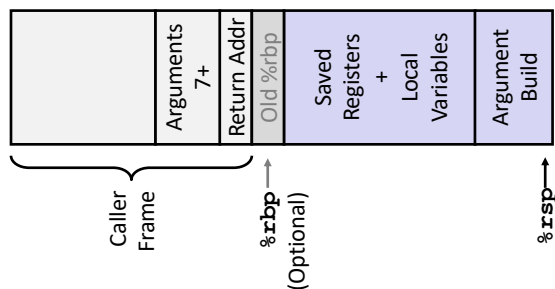 Caller
Frame
Arguments
7+
Return Addr
%rbp
(Optional)
Old %rbp
Saved
Registers
+
Local
Variables
Argument
Build
%rsp